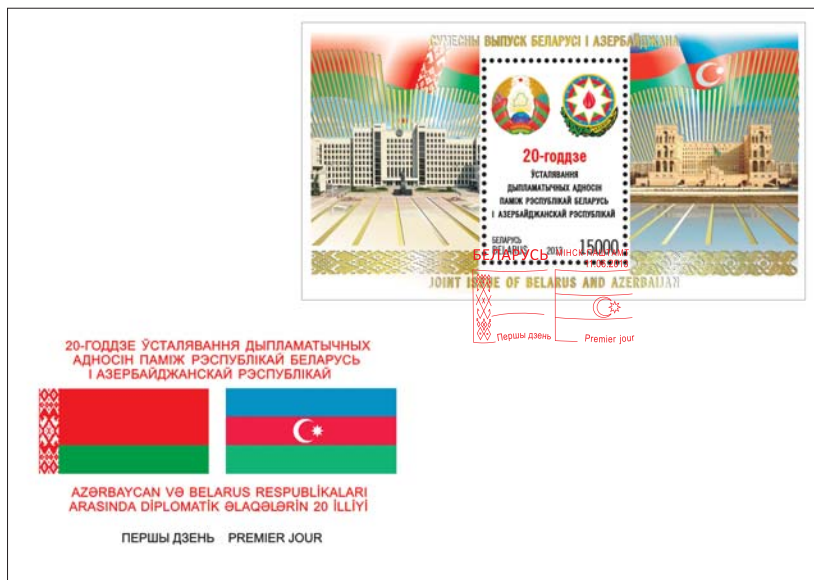 СУМЕСНЫ ВЫПУСК БЕЛАРУСІ І АЗЕРБАЙДЖАНА
20-годдзе
ЎСТАЛЯВАННЯ
ДЫПЛАМАТЫЧНЫХ АДНОСІН
ПАМІЖ РЭСПУБЛІКАЙ БЕЛАРУСЬ
І АЗЕРБАЙДЖАНСКАЙ РЭСПУБЛІКАЙ
БЕЛАРУСЬ
BELARUS 2013 15000
БЕЛАРУСЬ МІНСК ПАШТАМТ
JOINT ISSUE OF BELARUS AND AZERBAIJAN
Першы дзень Premier jour
20-ГОДДЗЕ ЎСТАЛЯВАННЯ ДЫПЛАМАТЫЧНЫХ
АДНОСІН ПАМІЖ РЭСПУБЛІКАЙ БЕЛАРУСЬ
І АЗЕРБАЙДЖАНСКАЙ РЭСПУБЛІКАЙ
AZƏRBAYCAN VƏ BELARUS RESPUBLİKALARI
ARASINDA DİPLOMATİK ƏLAQƏLƏRİN 20 İLLİYİ
ПЕРШЫ ДЗЕНЬ PREMIER JOUR